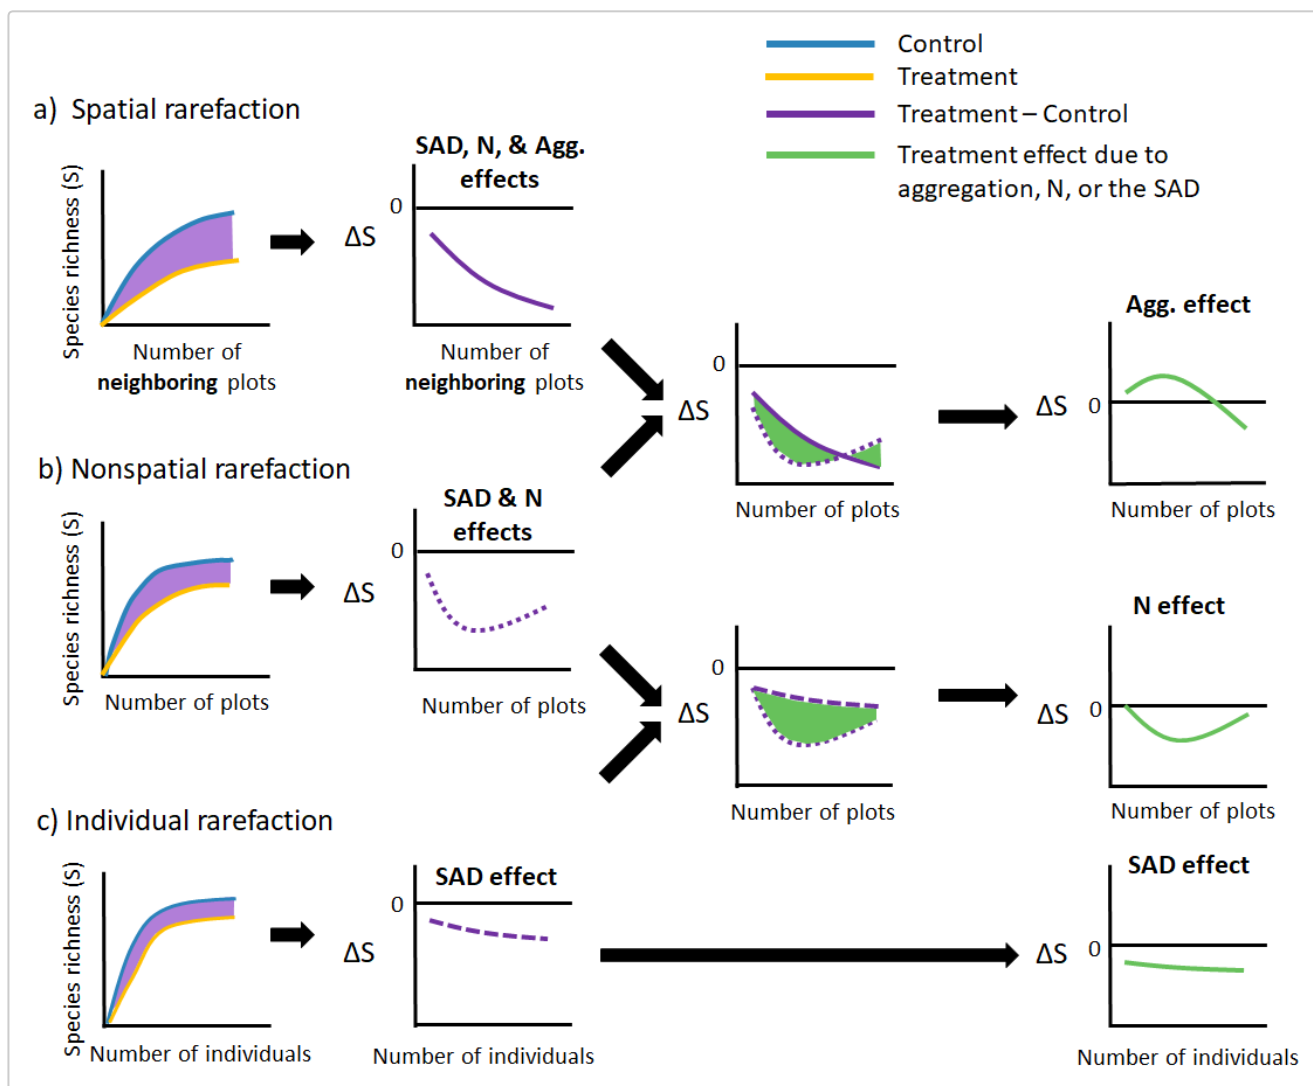 Control
Treatment
Treatment – Control
Treatment effect due to
aggregation, N, or the SAD
a) Spatial rarefaction
Species richness (S)
Number of
neighboring plots
SAD, N, & Agg.
effects
0
ΔS
Number of
neighboring plots
0
ΔS
Number of plots
Agg. effect
ΔS
0
Number of plots
b) Nonspatial rarefaction
Species richness (S)
Number of plots
SAD & N
effects
0
ΔS
Number of plots
0
ΔS
Number of plots
N effect
0
ΔS
Number of plots
c) Individual rarefaction
Species richness (S)
Number of individuals
SAD effect
0
ΔS
Number of individuals
SAD effect
0
ΔS
Number of individuals